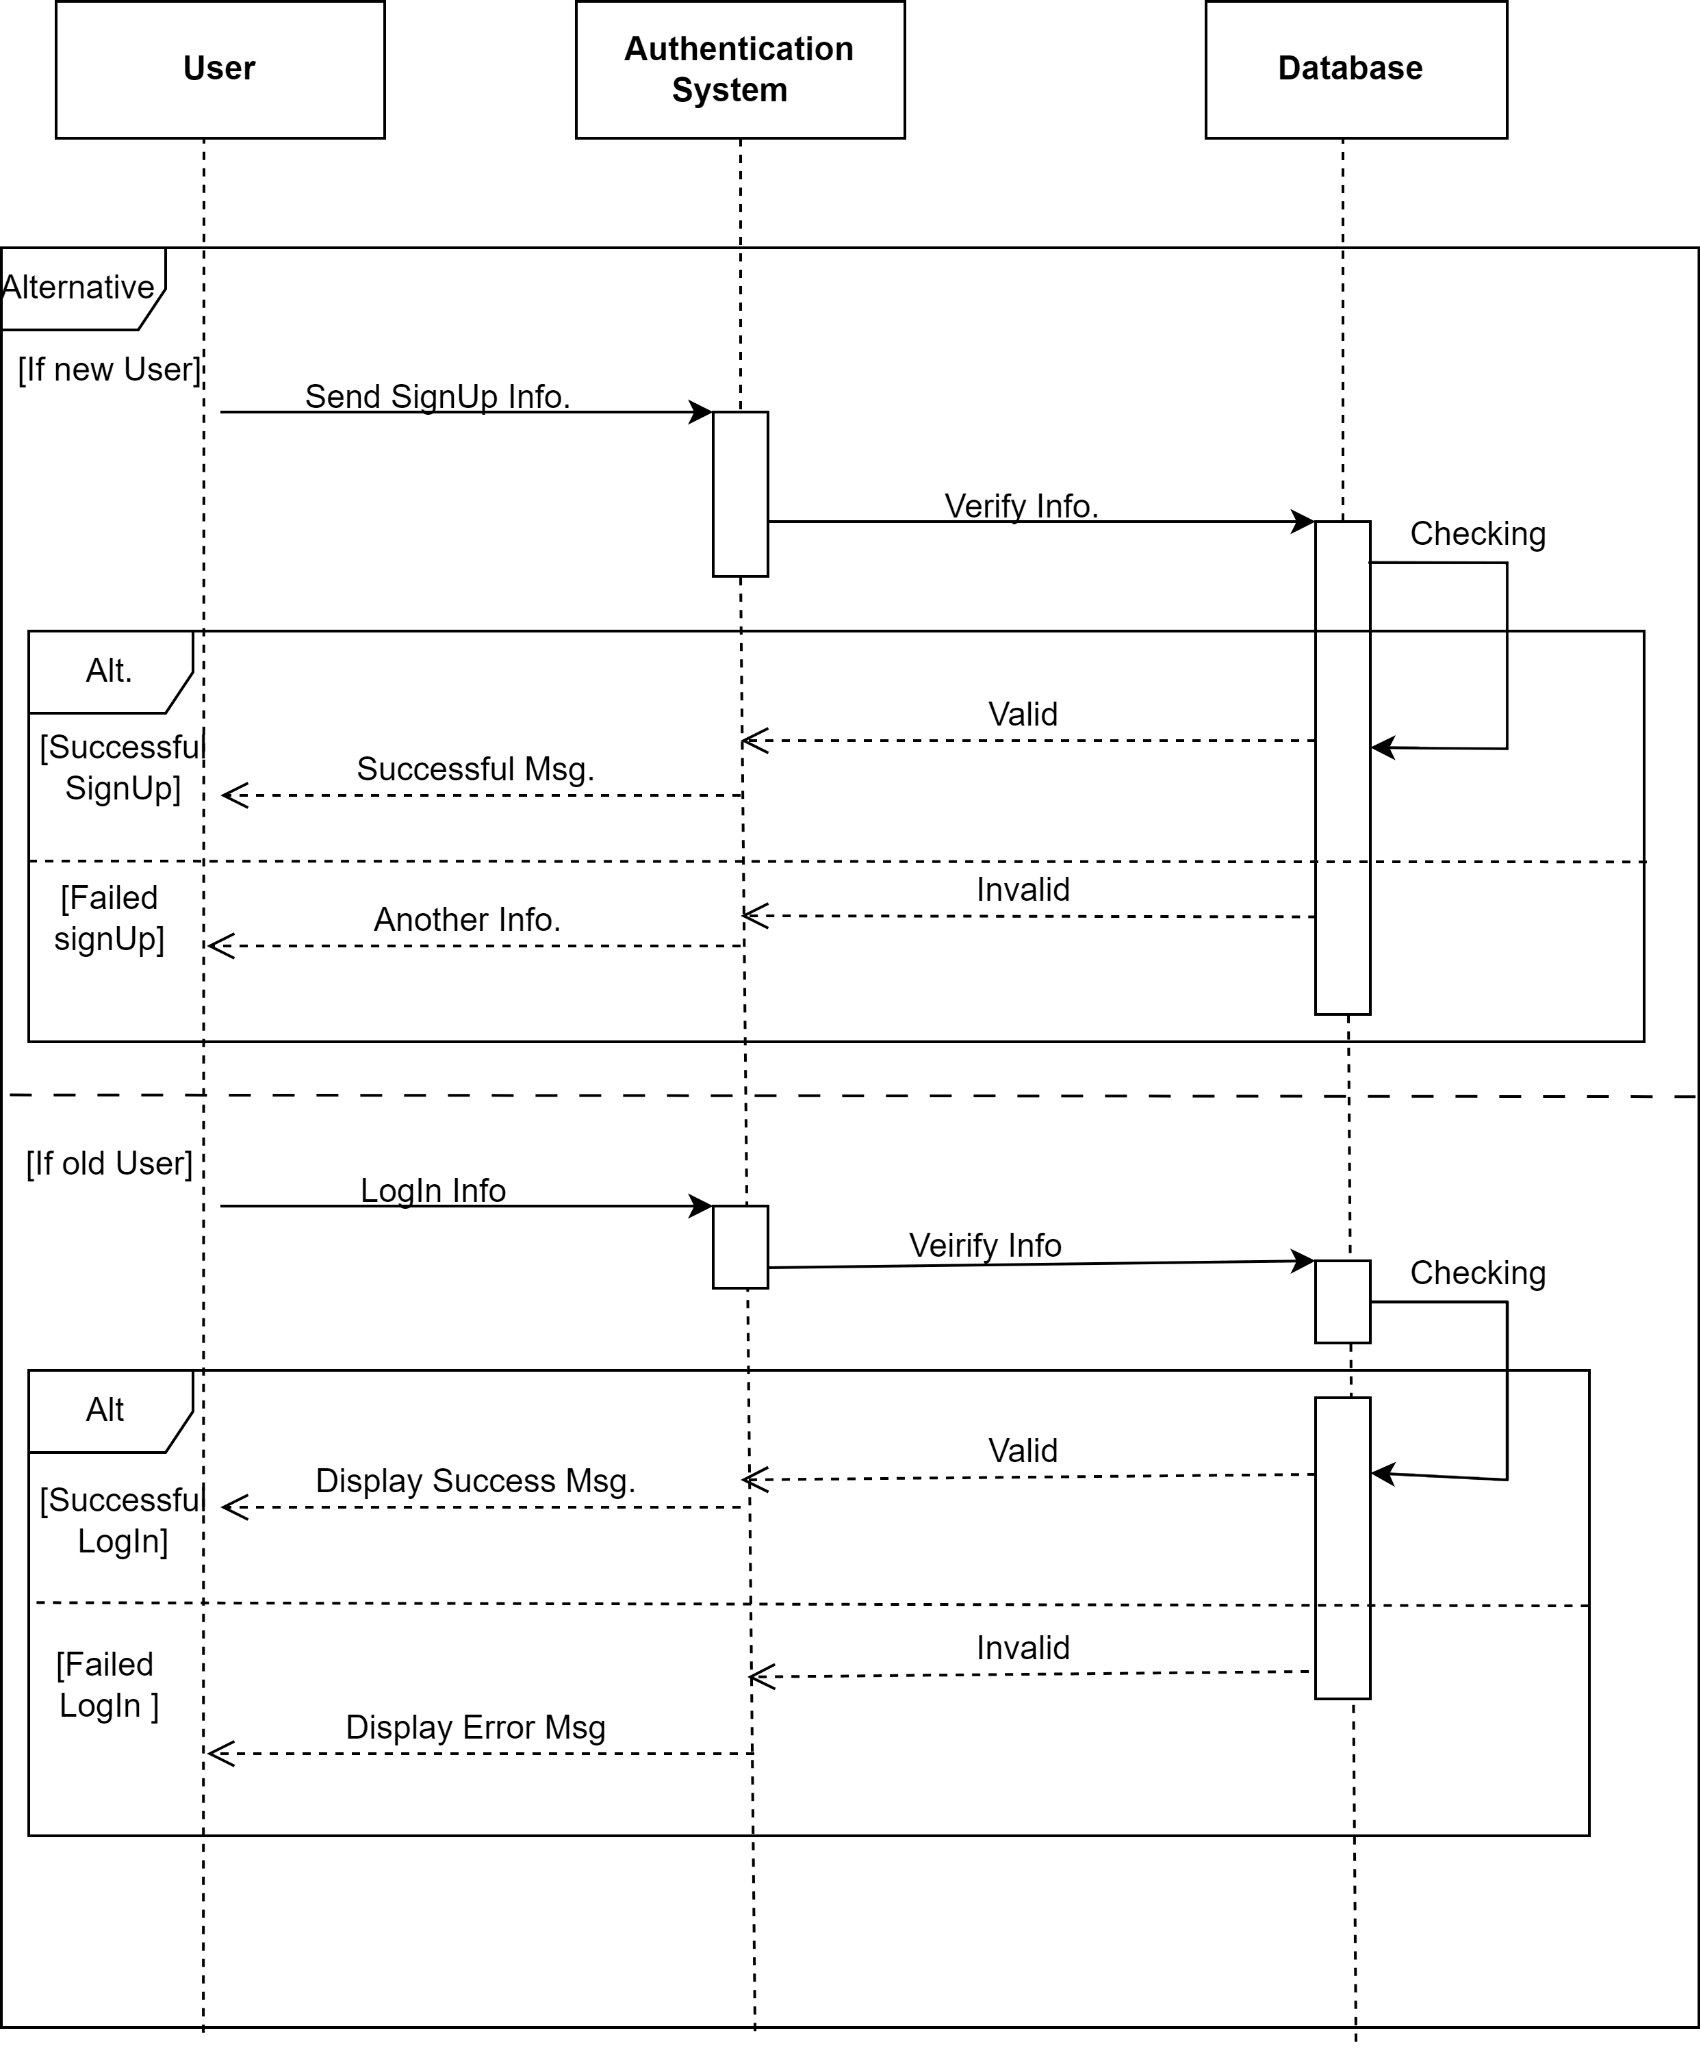 User
Authentication
System
Database
Alternative
[If new User]
Send SignUp Info.
Verify Info.
Checking
Alt.
Valid
[Successful
SignUp]
Successful Msg.
Invalid
[Failed
signUp]
Another Info.
[If old User]
LogIn Info
Veirify Info
Checking
Alt
Valid
Display Success Msg.
[Successful
LogIn]
Invalid
[Failed
LogIn ]
Display Error Msg